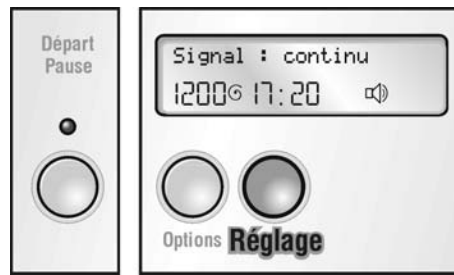 Départ
Pause
Signal : continu
1200 17:20
Options Réglage